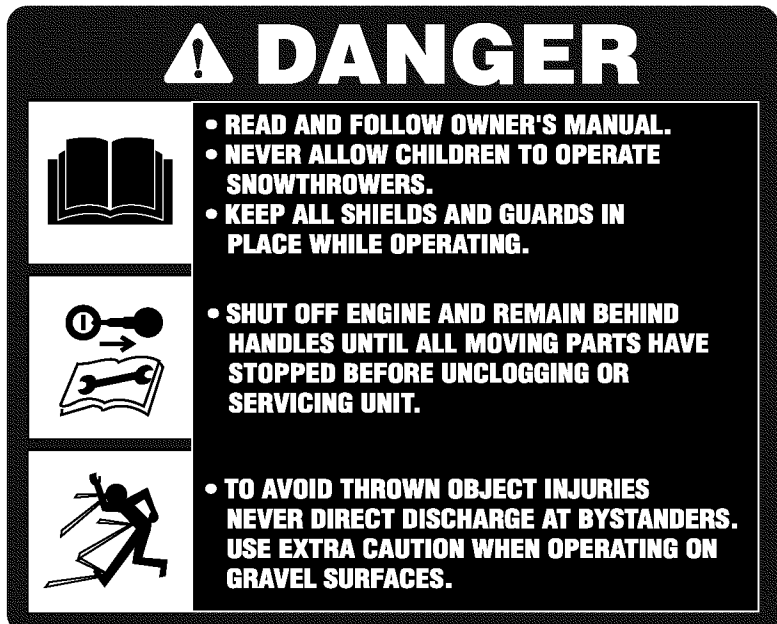 DANGER
• READ AND FOLLOW OWNER'S MANUAL.
• NEVER ALLOW CHILDREN TO OPERATE
SNOWTHROWERS.
• KEEP ALL SHIELDS AND GUARDS IN
PLACE WHILE OPERATING.
• SHUT OFF ENGINE AND REMAIN BEHIND
HANDLES UNTIL ALL MOVING PARTS HAVE
STOPPED BEFORE UNCLOGGING OR
SERVICING UNIT.
• TO AVOID THROWN OBJECT INJURIES
NEVER DIRECT DISCHARGE AT BYSTANDERS.
USE EXTRA CAUTION WHEN OPERATING ON
GRAVEL SURFACES.